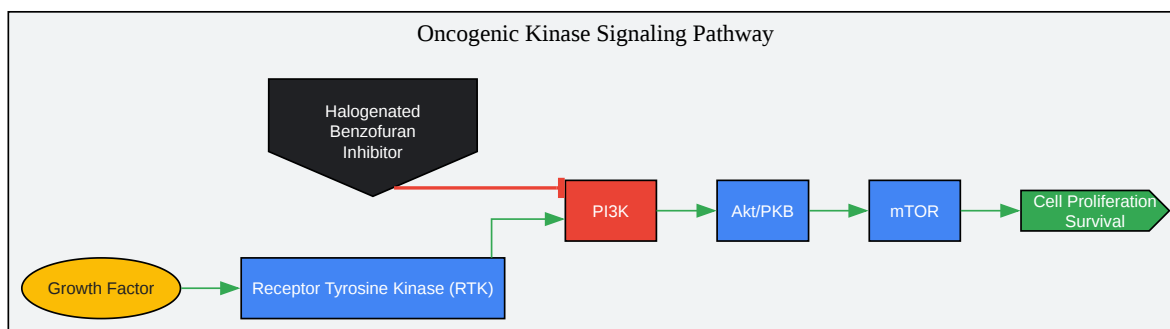 Oncogenic Kinase Signaling Pathway
Halogenated
Benzofuran
Inhibitor
PI3K
Akt/PKB
mTOR
Cell Proliferation
Survival
Growth Factor
Receptor Tyrosine Kinase (RTK)